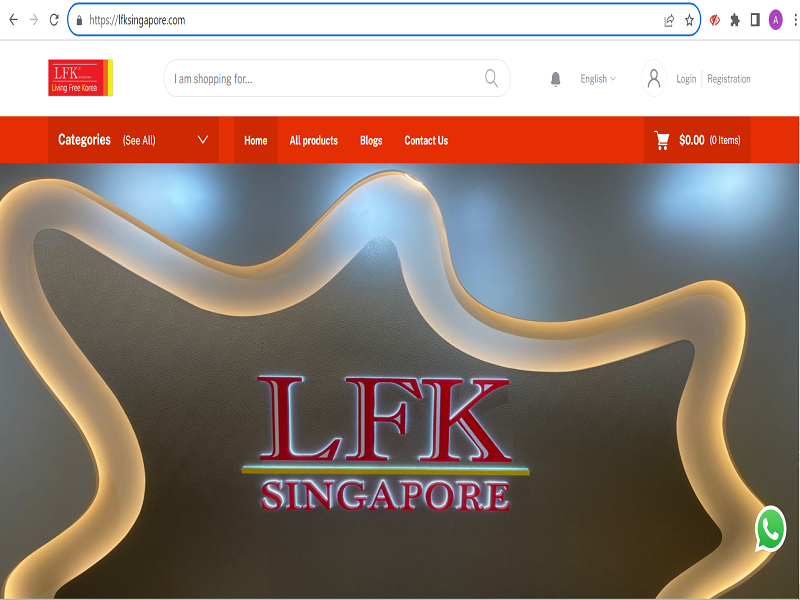 https://lfksingapore.com
A
LFK
Living Free Korea
I am shopping for...
English
Login
Registration
Categories (See All)
Home
All products
Blogs
Contact Us
$0.00 (0 Items)
LFK
SINGAPORE